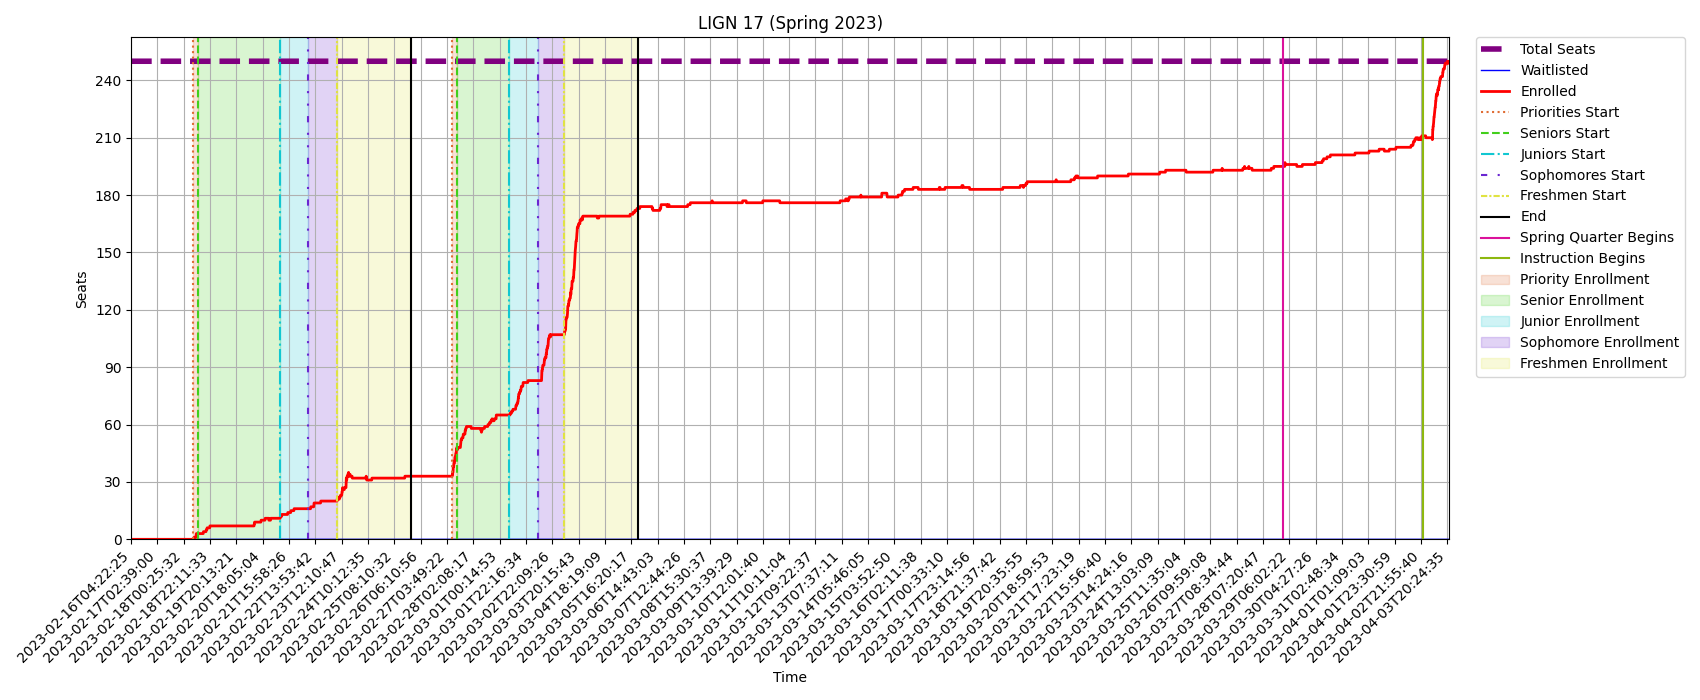 LIGN 17 (Spring 2023)
Seats
240
210
180
150
120
90
60
30
0
2023-02-16T04:22:25
2023-02-17T02:39:00
2023-02-18T00:25:32
2023-02-18T22:11:33
2023-02-19T20:13:21
2023-02-20T18:05:04
2023-02-21T15:58:26
2023-02-22T13:53:42
2023-02-23T12:10:47
2023-02-24T10:12:35
2023-02-25T08:10:32
2023-02-26T06:10:56
2023-02-27T03:49:22
2023-02-28T02:08:17
2023-03-01T00:14:53
2023-03-01T22:16:34
2023-03-02T22:09:26
2023-03-03T20:15:43
2023-03-04T18:19:09
2023-03-05T16:20:17
2023-03-06T14:43:03
2023-03-07T12:44:26
2023-03-08T15:30:37
2023-03-09T13:39:29
2023-03-10T12:01:40
2023-03-11T10:11:04
2023-03-12T09:22:37
2023-03-13T07:37:11
2023-03-14T05:46:05
2023-03-15T03:52:50
2023-03-16T02:11:38
2023-03-17T00:33:10
2023-03-17T23:14:56
2023-03-18T21:37:42
2023-03-19T20:35:55
2023-03-20T18:59:53
2023-03-21T17:23:19
2023-03-22T15:56:40
2023-03-23T14:24:16
2023-03-24T13:03:09
2023-03-25T11:35:04
2023-03-26T09:59:08
2023-03-27T08:34:44
2023-03-28T07:20:47
2023-03-29T06:02:22
2023-03-30T04:27:26
2023-03-31T02:48:34
2023-04-01T01:09:03
2023-04-01T23:30:59
2023-04-02T21:55:40
2023-04-03T20:24:35
Time
Total Seats
Waitlisted
Enrolled
Priorities Start
Seniors Start
Juniors Start
Sophomores Start
Freshmen Start
End
Spring Quarter Begins
Instruction Begins
Priority Enrollment
Senior Enrollment
Junior Enrollment
Sophomore Enrollment
Freshmen Enrollment